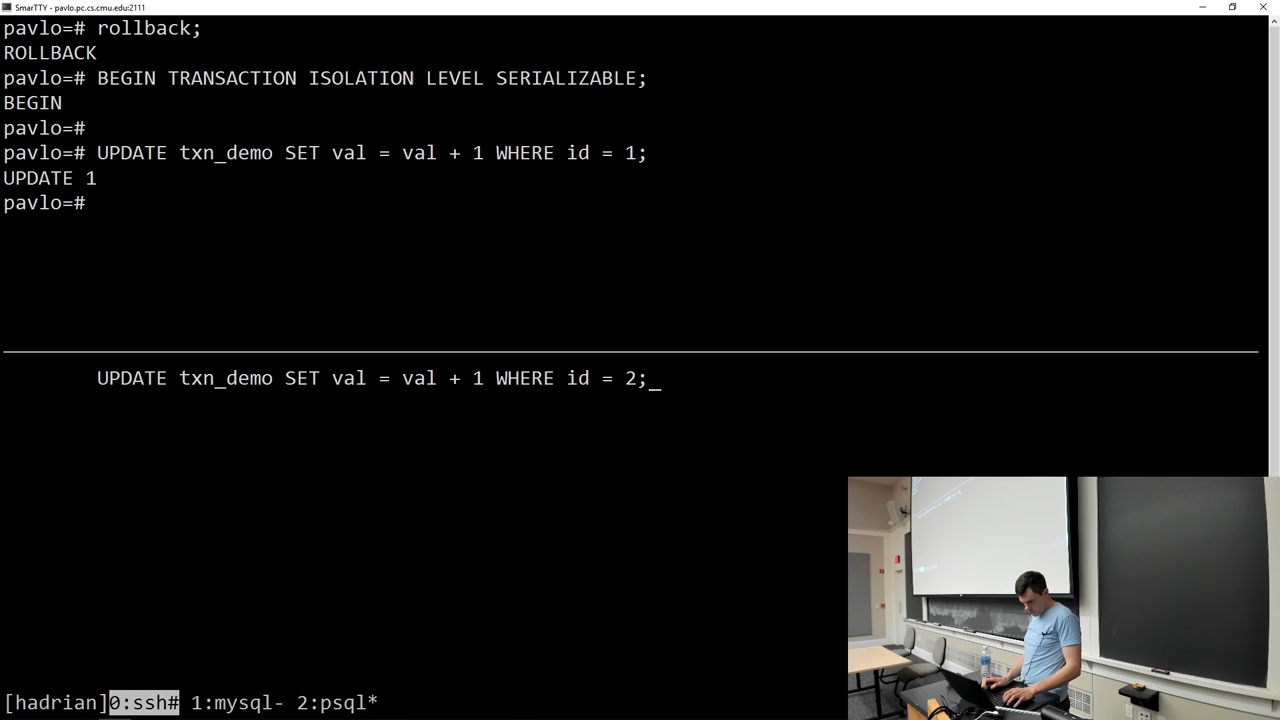 SmarTTY - pavlo.pc.cs.cmu.edu:2111
pavlo=# rollback;
ROLLBACK
pavlo=# BEGIN TRANSACTION ISOLATION LEVEL SERIALIZABLE;
BEGIN
pavlo=#
pavlo=# UPDATE txn_demo SET val = val + 1 WHERE id = 1;
UPDATE 1
pavlo=#
UPDATE txn_demo SET val = val + 1 WHERE id = 2;_
[hadrian]0:ssh# 1:mysql- 2:psql*